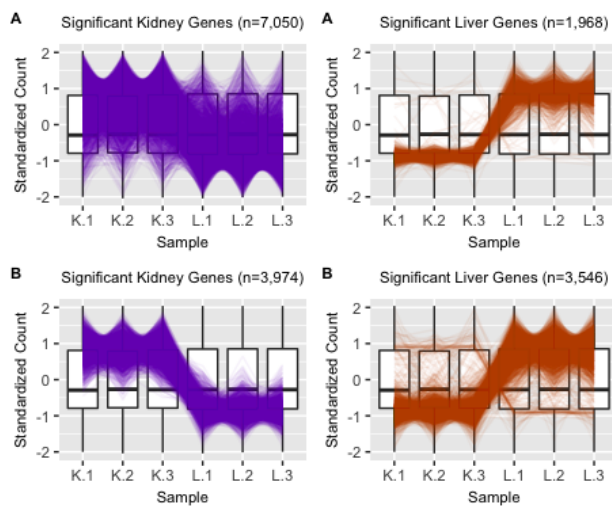 A
Significant Kidney Genes (n=7,050)
Standardized Count
2
1
0
-1
-2
K.1 K.2 K.3 L.1 L.2 L.3
Sample
A
Significant Liver Genes (n=1,968)
Standardized Count
2
1
0
-1
-2
K.1 K.2 K.3 L.1 L.2 L.3
Sample
B
Significant Kidney Genes (n=3,974)
Standardized Count
2
1
0
-1
-2
K.1 K.2 K.3 L.1 L.2 L.3
Sample
B
Significant Liver Genes (n=3,546)
Standardized Count
2
1
0
-1
-2
K.1 K.2 K.3 L.1 L.2 L.3
Sample